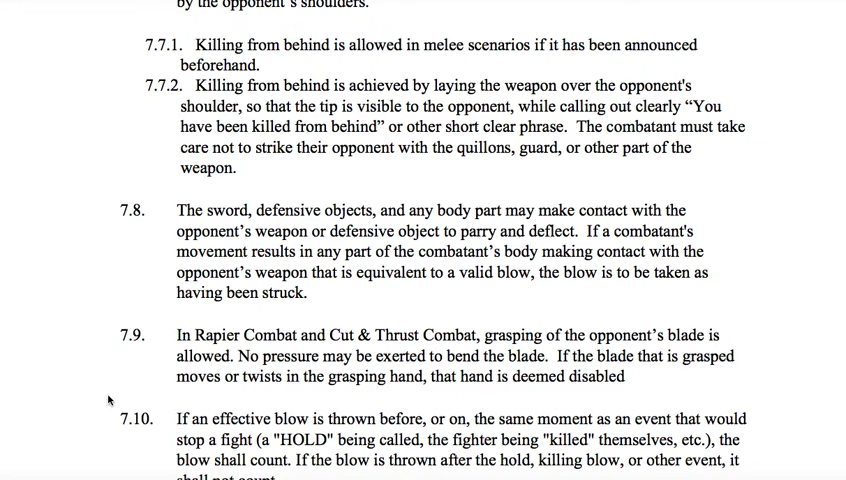 by the opponent's shoulders.
7.7.1. Killing from behind is allowed in melee scenarios if it has been announced
beforehand.
7.7.2. Killing from behind is achieved by laying the weapon over the opponent's
shoulder, so that the tip is visible to the opponent, while calling out clearly “You
have been killed from behind” or other short clear phrase. The combatant must take
care not to strike their opponent with the quillons, guard, or other part of the
weapon.
7.8. The sword, defensive objects, and any body part may make contact with the
opponent’s weapon or defensive object to parry and deflect. If a combatant's
movement results in any part of the combatant’s body making contact with the
opponent’s weapon that is equivalent to a valid blow, the blow is to be taken as
having been struck.
7.9. In Rapier Combat and Cut & Thrust Combat, grasping of the opponent’s blade is
allowed. No pressure may be exerted to bend the blade. If the blade that is grasped
moves or twists in the grasping hand, that hand is deemed disabled
7.10. If an effective blow is thrown before, or on, the same moment as an event that would
stop a fight (a "HOLD" being called, the fighter being "killed" themselves, etc.), the
blow shall count. If the blow is thrown after the hold, killing blow, or other event, it
shall not count.